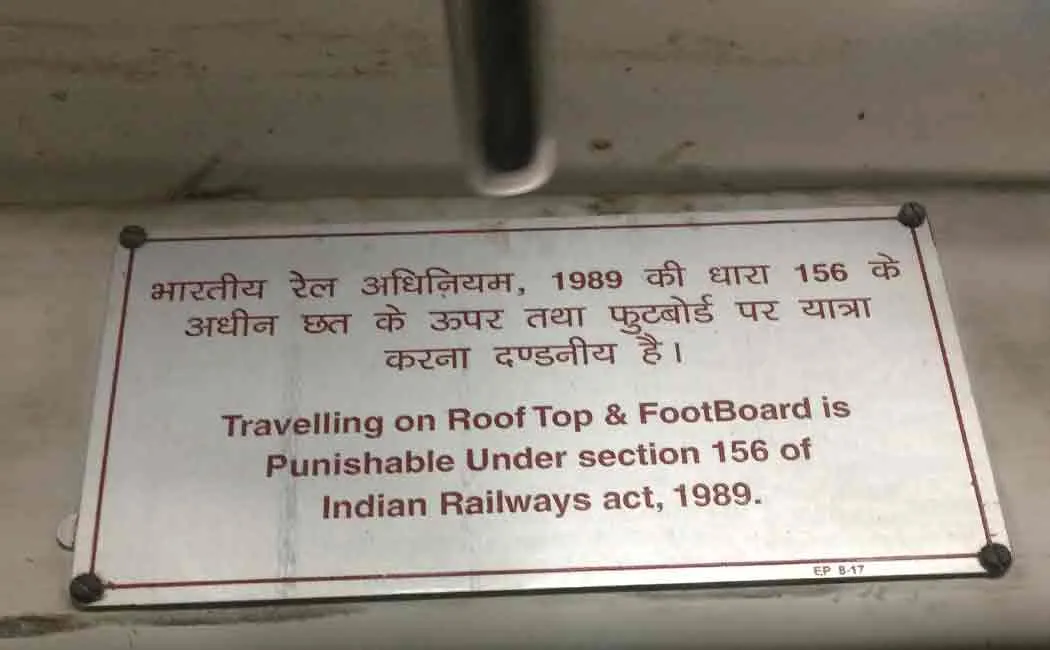 भारतीय रेल अधिऩियम, 1989 की धारा 156 के
अधीन छत के ऊपर तथा फुटबोर्ड पर यात्रा
करना दण्डनीय है।
Travelling on Roof Top & FootBoard is
Punishable Under section 156 of
Indian Railways act, 1989.
EP 8-17